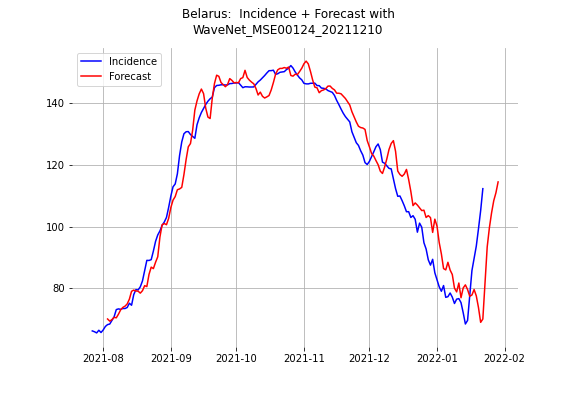 Belarus:  Incidence + Forecast with
WaveNet_MSE00124_20211210
Incidence
Forecast
140
120
100
80
2021-08
2021-09
2021-10
2021-11
2021-12
2022-01
2022-02